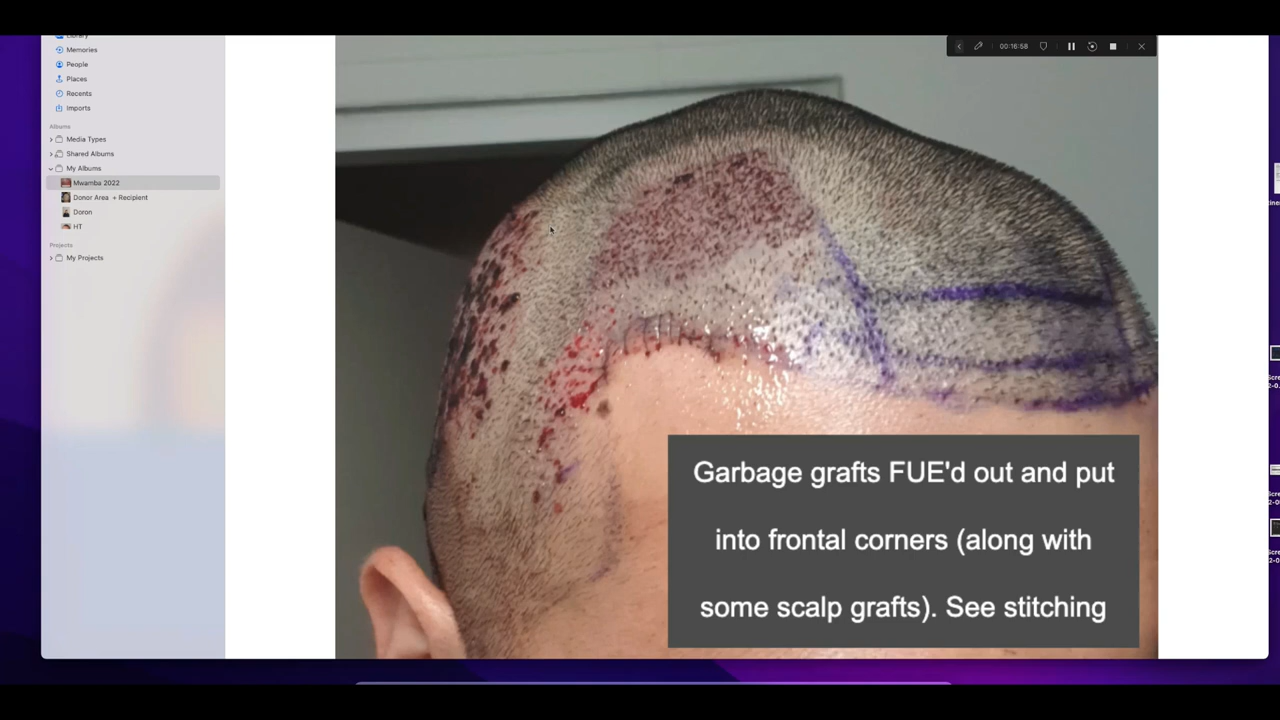 Library
00:16:58
Memories
People
Places
Recents
Imports
Albums
Media Types
Shared Albums
My Albums
Mwamba 2022
Donor Area + Recipient
Doron
HT
Projects
My Projects
Garbage grafts FUE'd out and put
into frontal corners (along with
some scalp grafts). See stitching